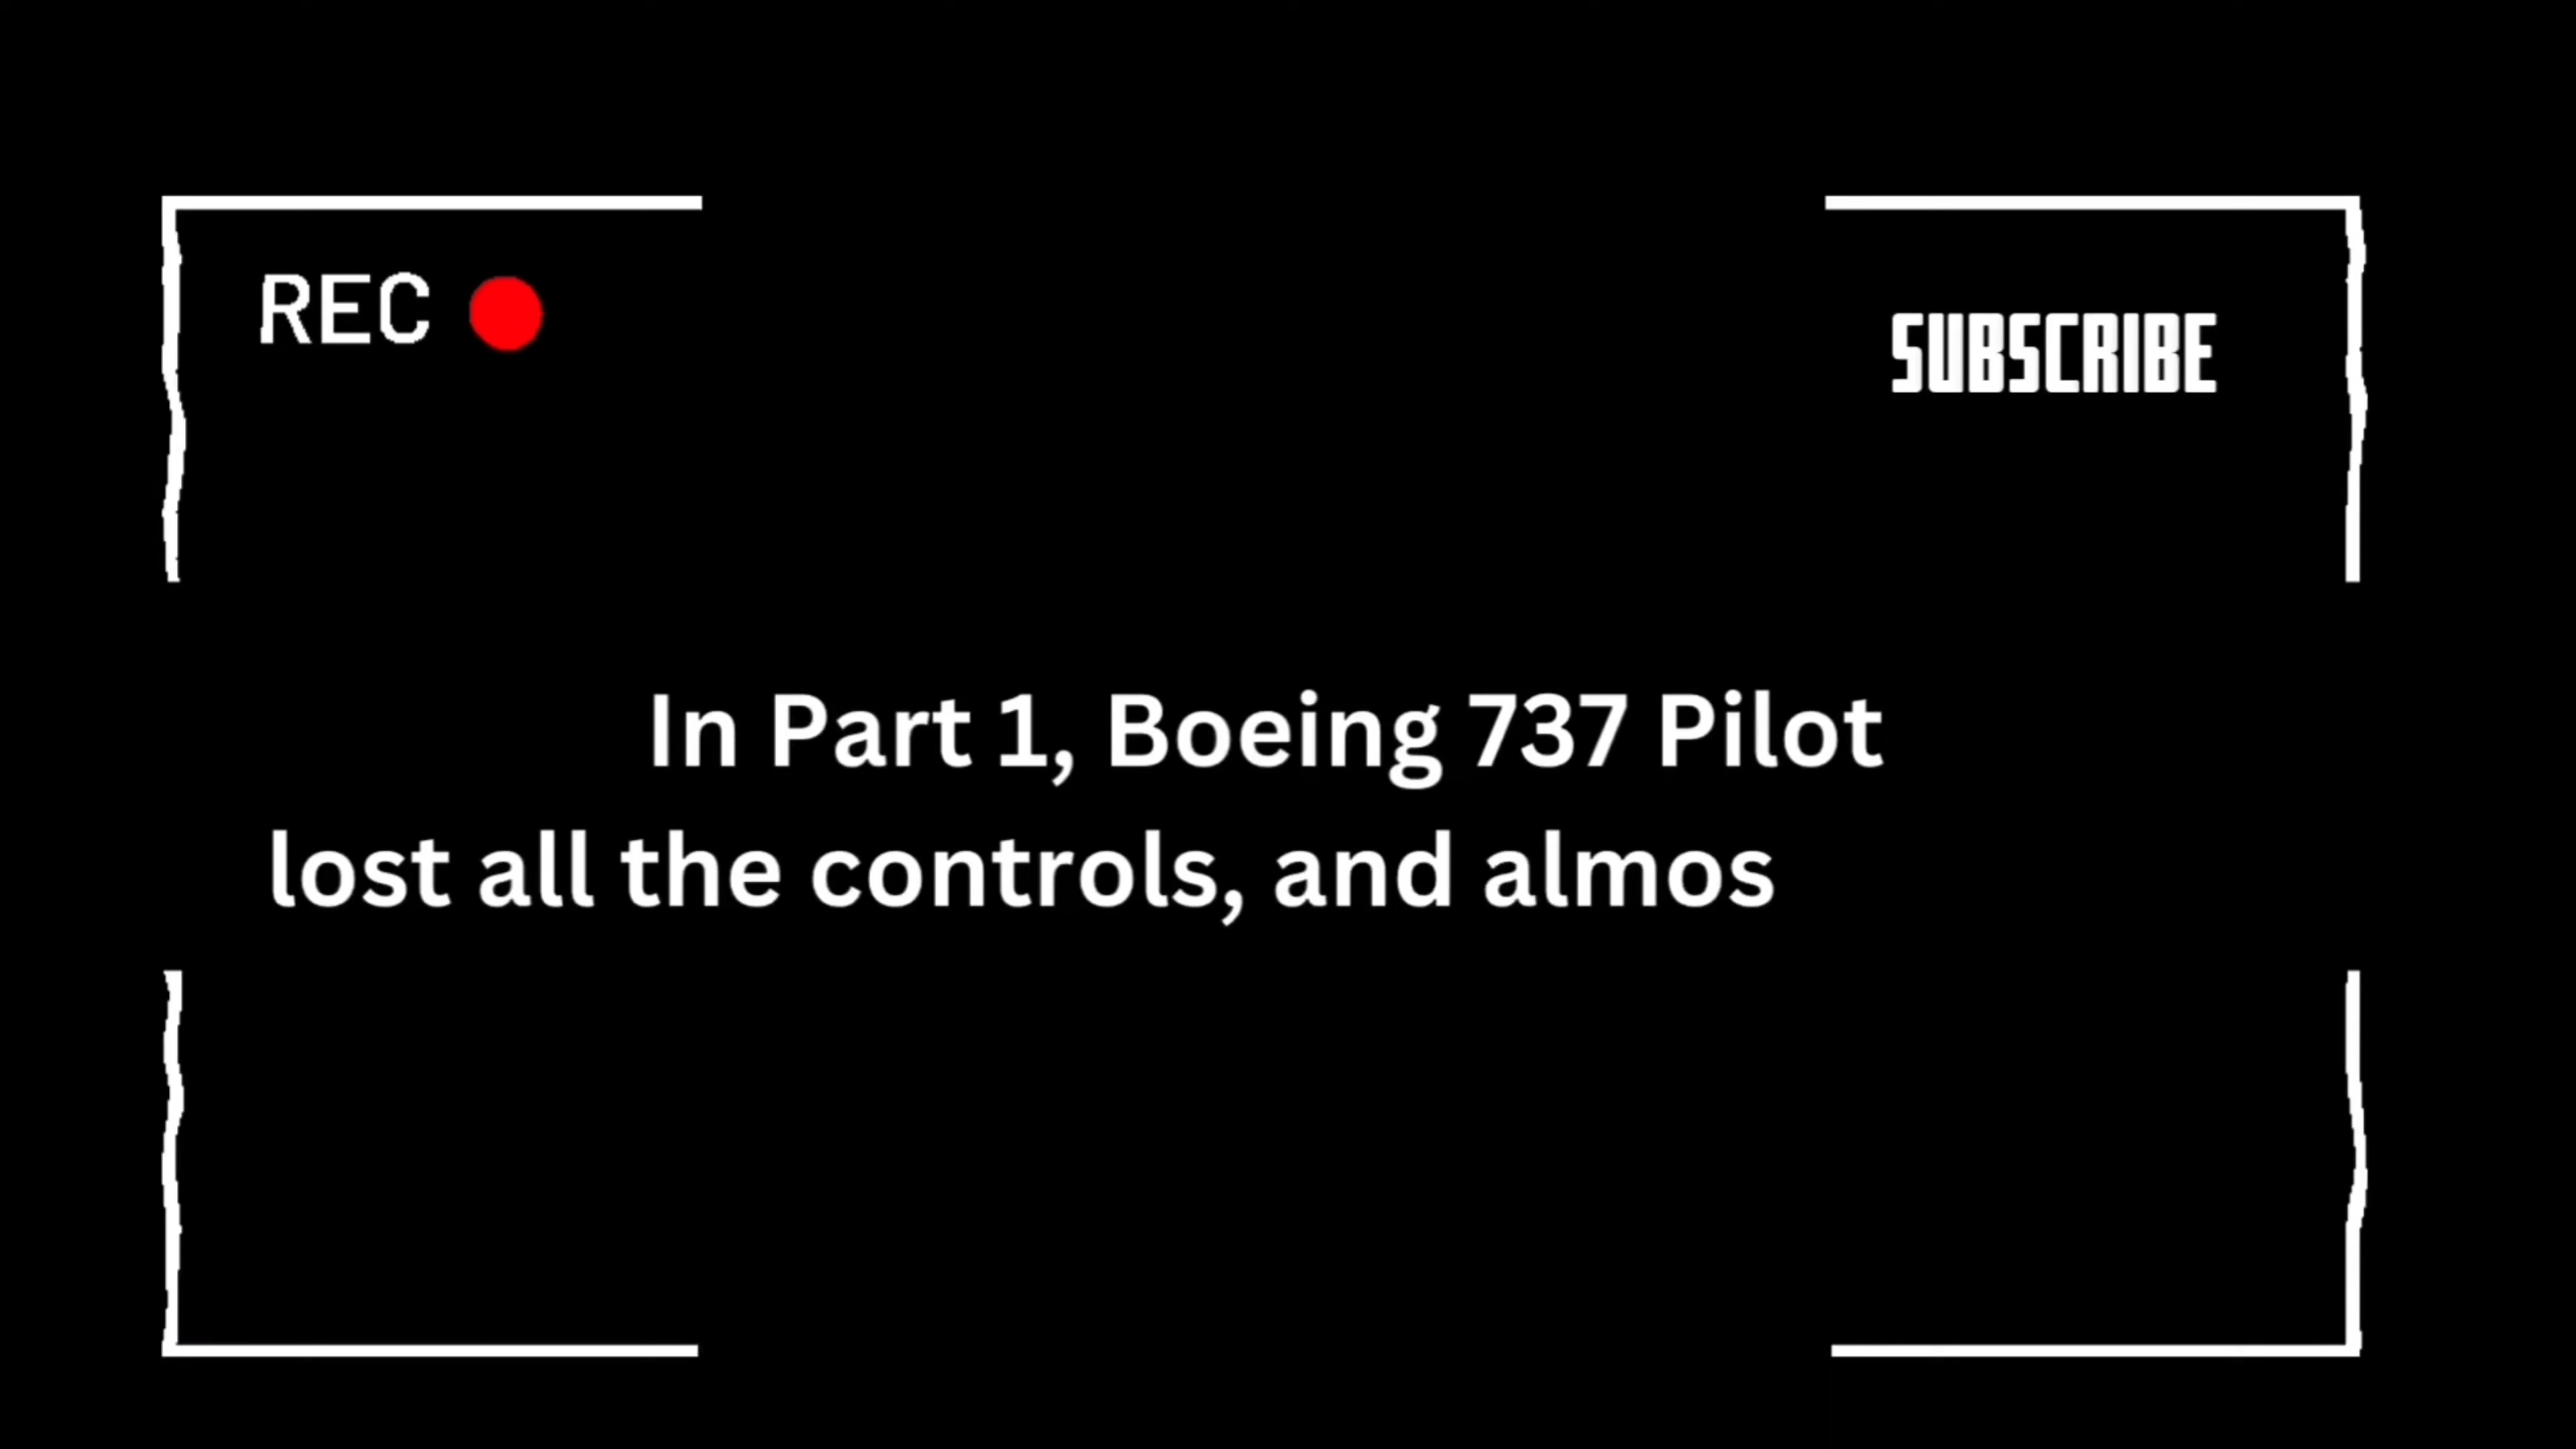 REC
SUBSCRIBE
In Part 1, Boeing 737 Pilot
lost all the controls, and almos